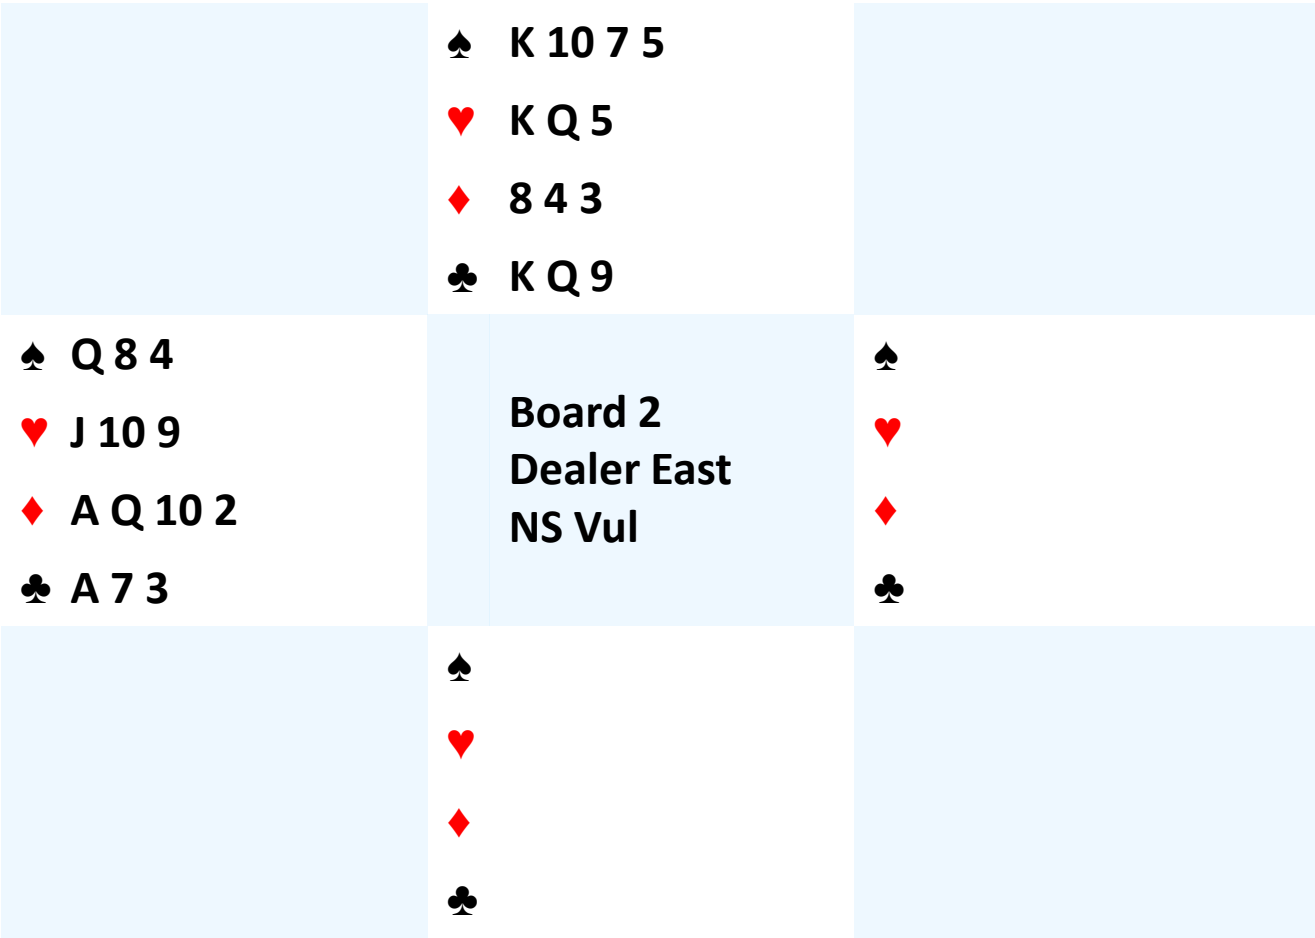 ♠ K 10 7 5
♥ K Q 5
♦ 8 4 3
♣ K Q 9
♠ Q 8 4
♥ J 10 9
♦ A Q 10 2
♣ A 7 3
Board 2
Dealer East
NS Vul
♠
♥
♦
♣
♠
♥
♦
♣